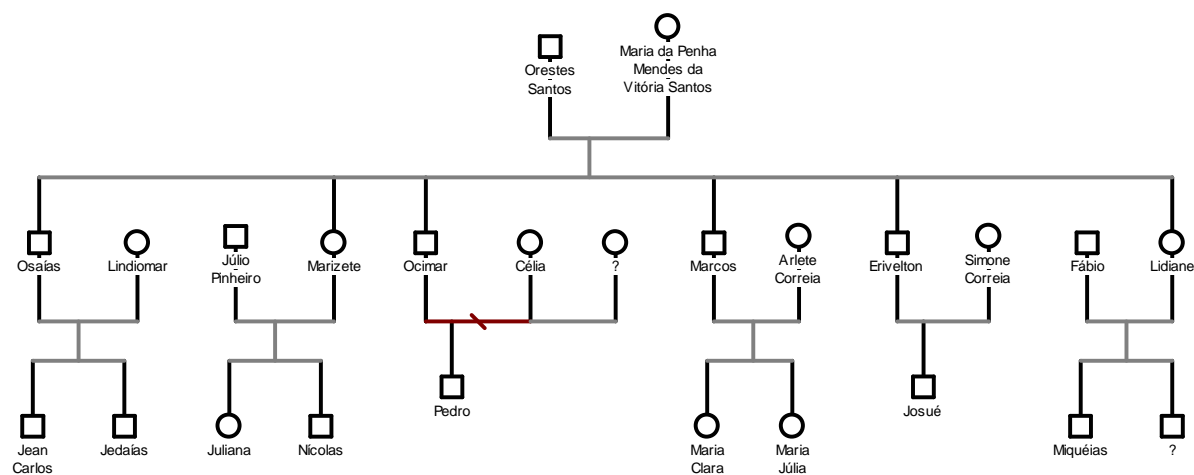 Orestes
Santos
Maria da Penha
Mendes da
Vitória Santos
Osaías
Lindiomar
Júlio
Pinheiro
Marizete
Ocimar
Célia
?
Marcos
Arlete
Correia
Erivelton
Simone
Correia
Fábio
Lidiane
Jean
Carlos
Jedaías
Juliana
Nícolas
Pedro
Maria
Clara
Maria
Júlia
Josué
Miquéias
?